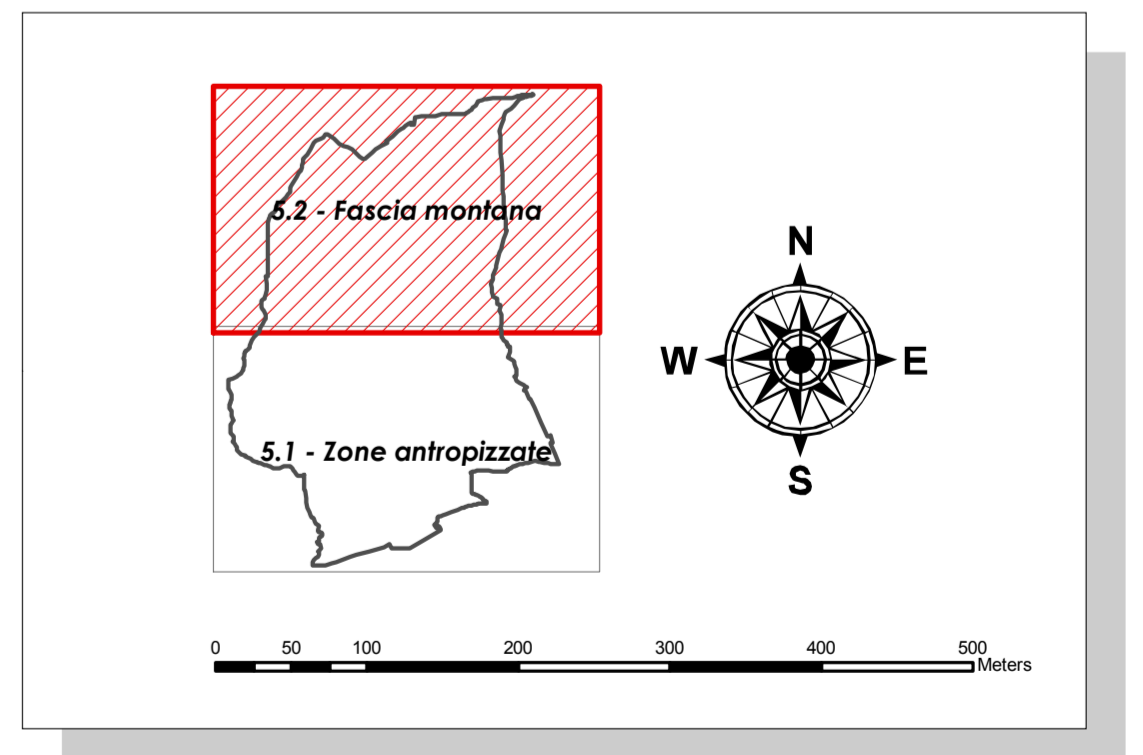 5.2 - Fascia montana
N
W E
5.1 - Zone antropizzate
S
0 50 100 200 300 400 500
Meters